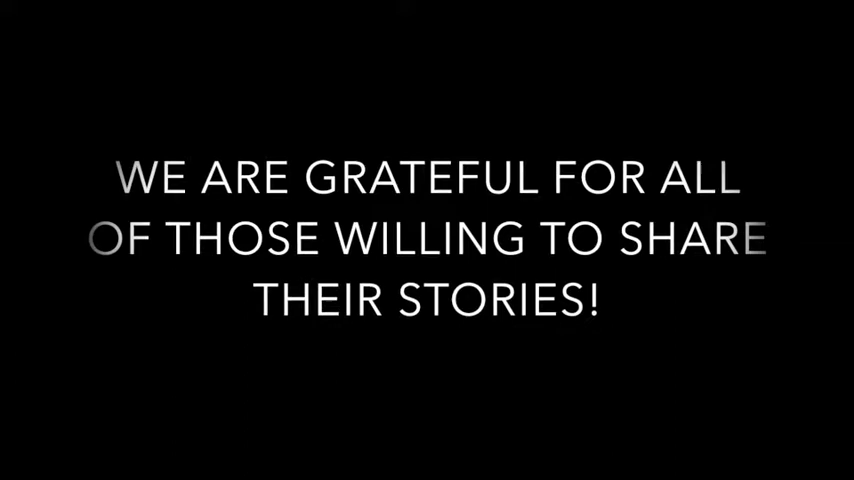 WE ARE GRATEFUL FOR ALL
OF THOSE WILLING TO SHARE
THEIR STORIES!